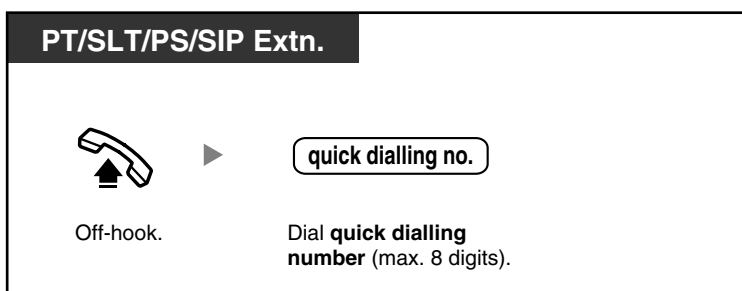 PT/SLT/PS/SIP Extn.
quick dialling no.
Off-hook.
Dial quick dialling
number (max. 8 digits).